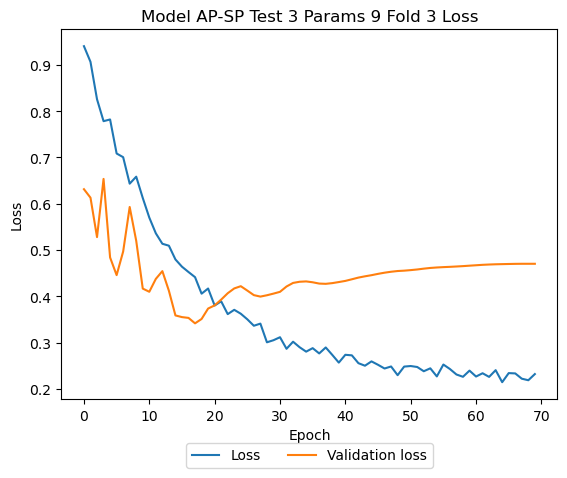 Model AP-SP Test 3 Params 9 Fold 3 Loss
0.9
0.8
0.7
0.6
0.5
0.4
0.3
0.2
Loss
0 10 20 30 40 50 60 70
Epoch
Loss Validation loss